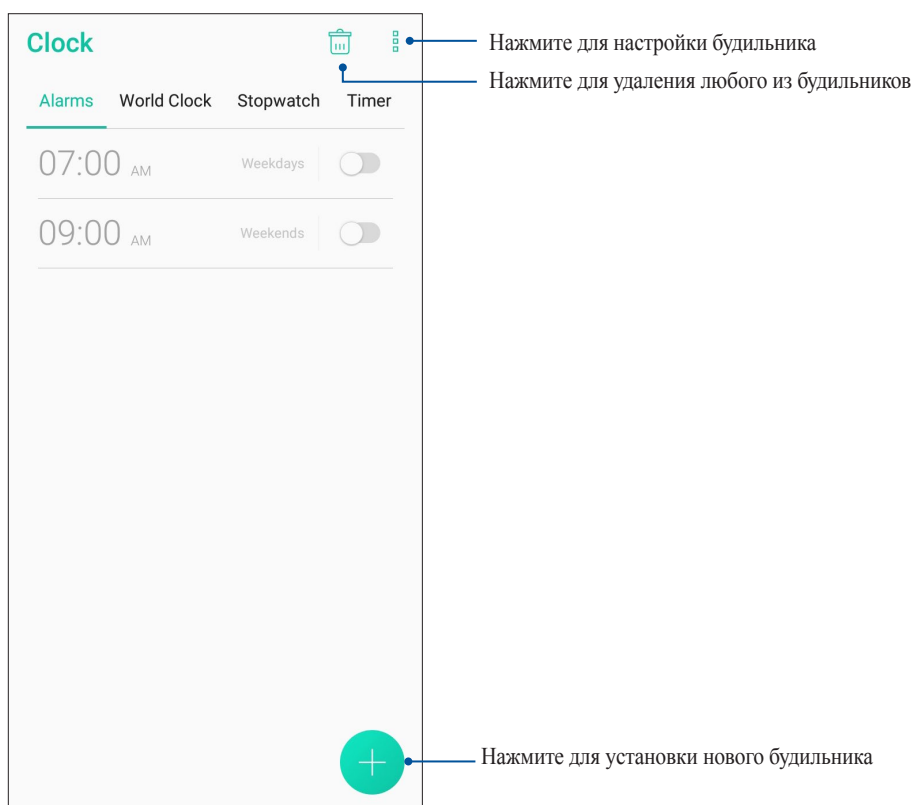 Clock
Нажмите для настройки будильника
Нажмите для удаления любого из будильников
Alarms World Clock Stopwatch Timer
07:00 AM Weekdays
09:00 AM Weekends
Нажмите для установки нового будильника